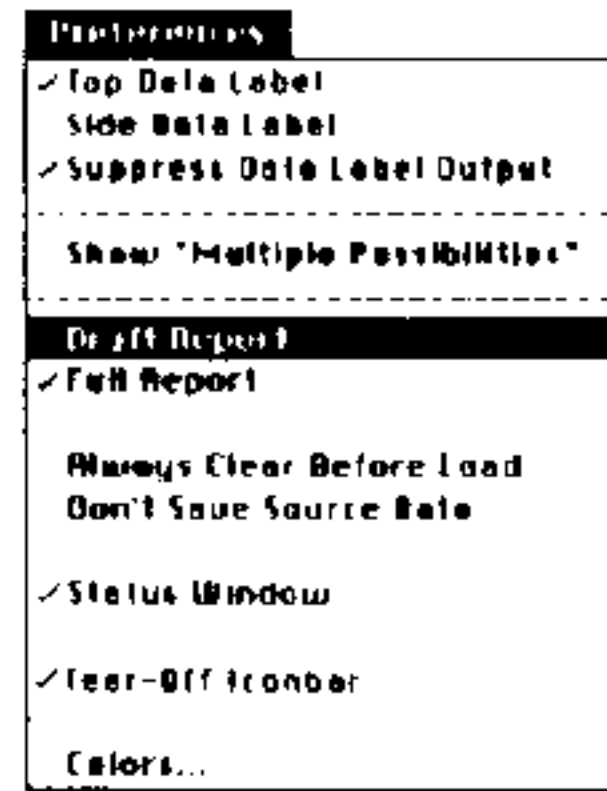 Preferences
✓ Top Data Label
Side Data Label
✓ Suppress Data Label Output
Show "Multiple Possibilities"
Draft Report
✓ Full Report
Always Clear Before Load
Don't Save Source Data
✓ Status Window
✓ Tear-Off Iconbar
Colors...